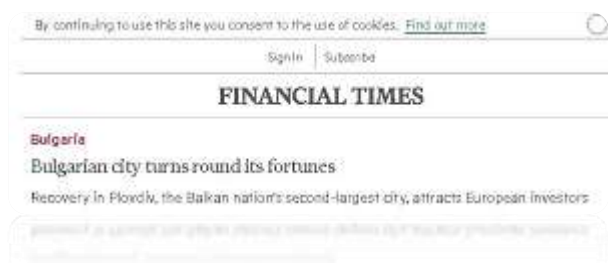 By continuing to use this site you consent to the use of cookies. Find out more
Sign In Subscribe
FINANCIAL TIMES
Bulgaria
Bulgarian city turns round its fortunes
Recovery in Plovdiv, the Balkan nation's second-largest city, attracts European investors